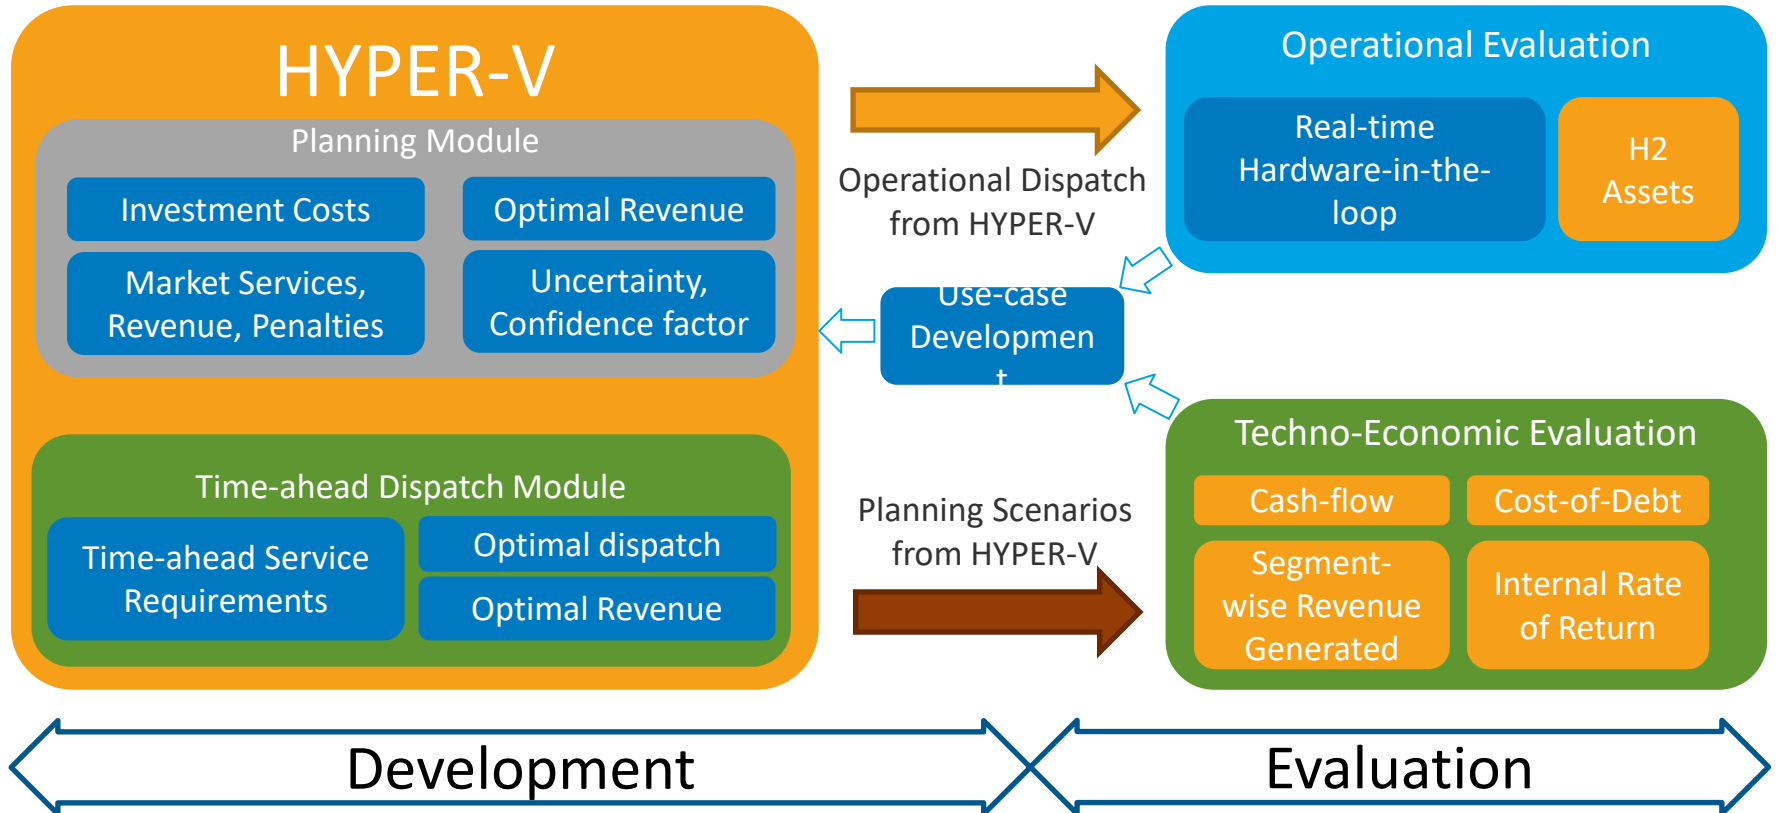 HYPER-V
Planning Module
Investment Costs
Optimal Revenue
Market Services,
Revenue, Penalties
Uncertainty,
Confidence factor
Time-ahead Dispatch Module
Time-ahead Service
Requirements
Optimal dispatch
Optimal Revenue
Operational Dispatch
from HYPER-V
Use-case
Developmen
t
Planning Scenarios
from HYPER-V
Operational Evaluation
Real-time
Hardware-in-the-
loop
H2
Assets
Techno-Economic Evaluation
Cash-flow
Cost-of-Debt
Segment-
wise Revenue
Generated
Internal Rate
of Return
Development
Evaluation